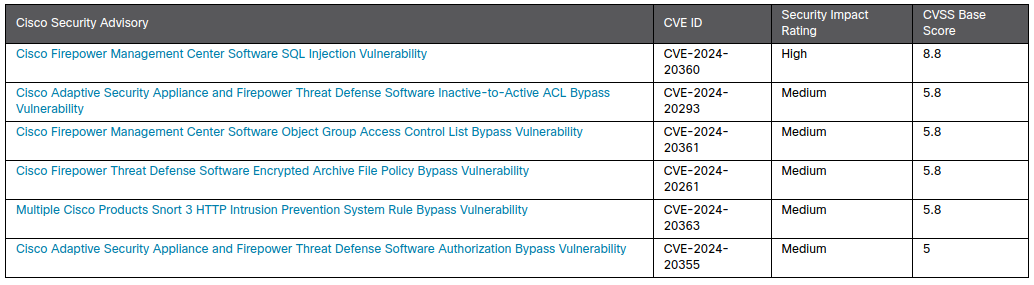 Cisco Security Advisory CVE ID Security Impact CVSS Base
Rating Score
Cisco Firepower Management Center Software SQL Injection Vulnerability CVE-2024- High 8.8
20360
Cisco Adaptive Security Appliance and Firepower Threat Defense Software Inactive-to-Active ACL Bypass CVE-2024- Medium 5.8
Vulnerability 20293
Cisco Firepower Management Center Software Object Group Access Control List Bypass Vulnerability CVE-2024- Medium 5.8
20361
Cisco Firepower Threat Defense Software Encrypted Archive File Policy Bypass Vulnerability CVE-2024- Medium 5.8
20261
Multiple Cisco Products Snort 3 HTTP Intrusion Prevention System Rule Bypass Vulnerability CVE-2024- Medium 5.8
20363
Cisco Adaptive Security Appliance and Firepower Threat Defense Software Authorization Bypass Vulnerability CVE-2024- Medium 5
20355